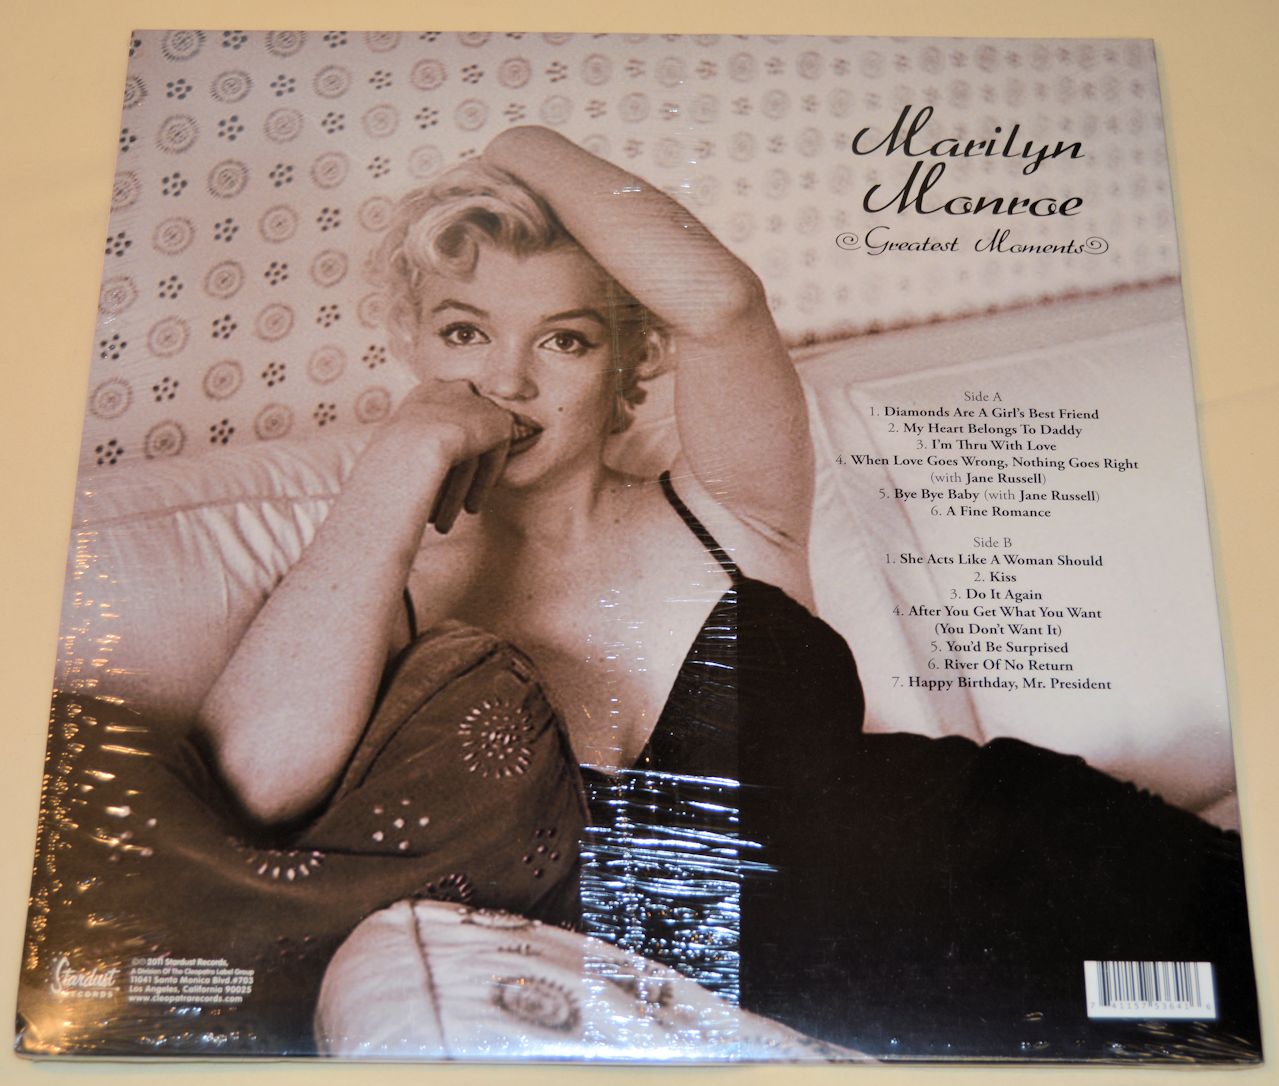 Marilyn
Monroe
Greatest Moments
Side A
1. Diamonds Are A Girl's Best Friend
2. My Heart Belongs To Daddy
3. I'm Thru With Love
4. When Love Goes Wrong, Nothing Goes Right
(with Jane Russell)
5. Bye Bye Baby (with Jane Russell)
6. A Fine Romance
Side B
1. She Acts Like A Woman Should
2. Kiss
3. Do It Again
4. After You Get What You Want
(You Don't Want It)
5. You'd Be Surprised
6. River Of No Return
7. Happy Birthday, Mr. President
Stardust
RECORDS
℗© 2011 Stardust Records,
A Division Of The Cleopatra Label Group
11041 Santa Monica Blvd. #703
Los Angeles, California 90025
www.cleopatrarecords.com
7 41157 53641 6